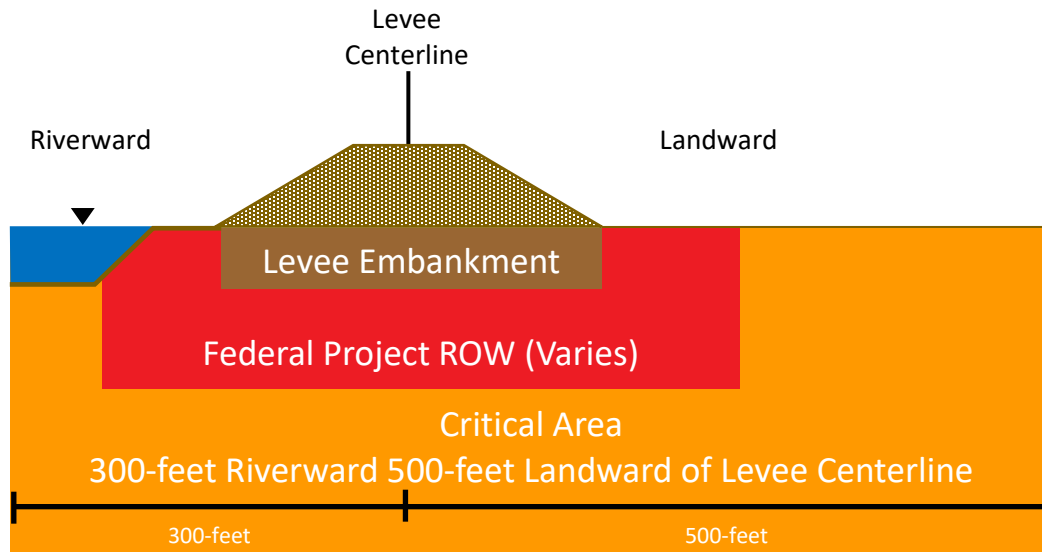 Levee
Centerline
Riverward
Landward
Levee Embankment
Federal Project ROW (Varies)
Critical Area
300-feet Riverward 500-feet Landward of Levee Centerline
300-feet
500-feet